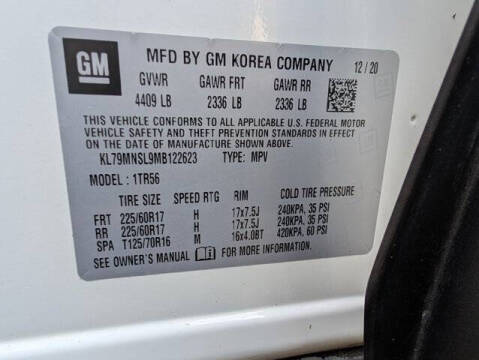 GM
MFD BY GM KOREA COMPANY 12/20
GVWR GAWR FRT GAWR RR
4409 LB 2336 LB 2336 LB
THIS VEHICLE CONFORMS TO ALL APPLICABLE U.S. FEDERAL MOTOR
VEHICLE SAFETY AND THEFT PREVENTION STANDARDS IN EFFECT ON
THE DATE OF MANUFACTURE SHOWN ABOVE.
KL79MNSL9MB122623 TYPE: MPV
MODEL: 1TR56
TIRE SIZE SPEED RTG RIM COLD TIRE PRESSURE
FRT 225/60R17 H 17x7.5J 240KPA, 35 PSI
RR 225/60R17 H 17x7.5J 240KPA, 35 PSI
SPA T125/70R16 M 16x4.0BT 420KPA, 60 PSI
SEE OWNER'S MANUAL FOR MORE INFORMATION.